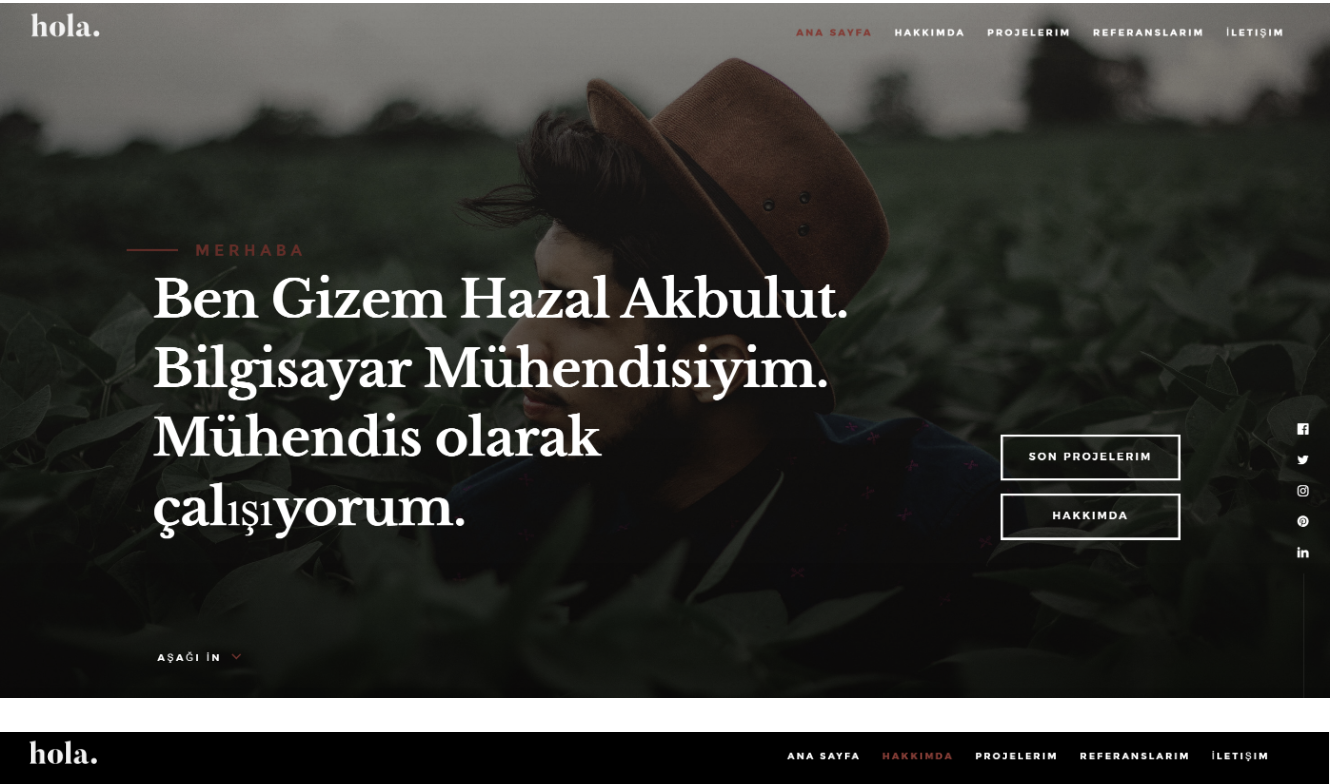 hola.
ANA SAYFA HAKKIMDA PROJELERIM REFERANSLARIM İLETIŞIM
MERHABA
Ben Gizem Hazal Akbulut.
Bilgisayar Mühendisiyim.
Mühendis olarak
çalışıyorum.
SON PROJELERIM
HAKKIMDA
AŞAĞI İN
hola.
ANA SAYFA HAKKIMDA PROJELERIM REFERANSLARIM İLETIŞIM